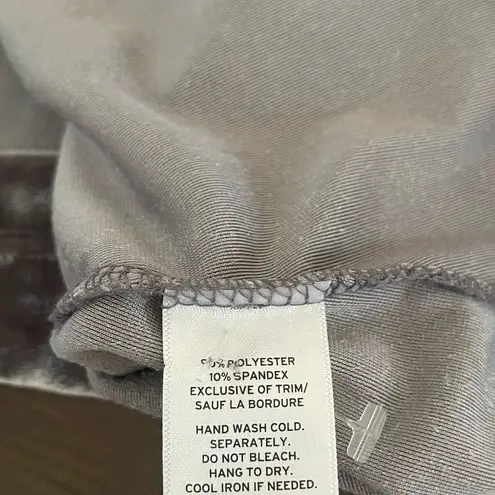 POLYESTER
10% SPANDEX
EXCLUSIVE OF TRIM/
SAUF LA BORDURE
HAND WASH COLD.
SEPARATELY.
DO NOT BLEACH.
HANG TO DRY.
COOL IRON IF NEEDED.